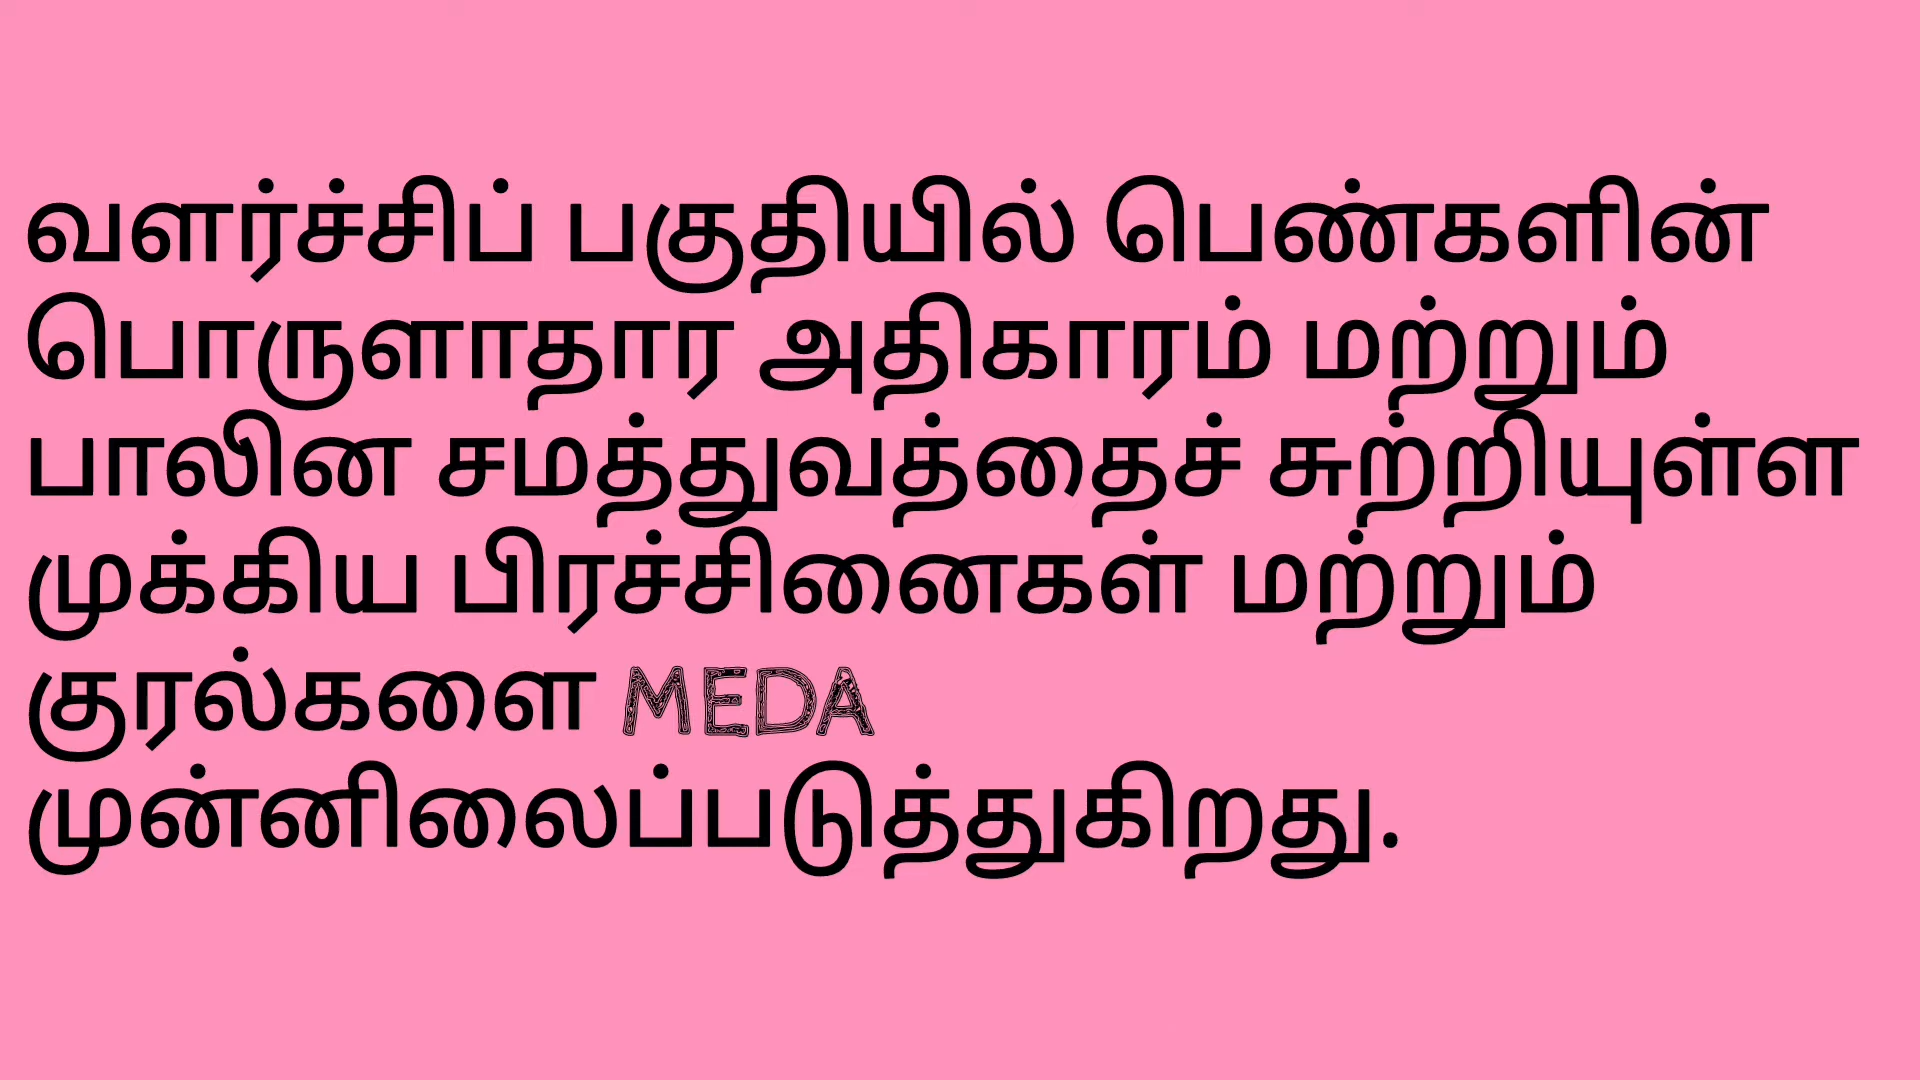 வளர்ச்சிப் பகுதியில் பெண்களின்
பொருளாதார அதிகாரம் மற்றும்
பாலின சமத்துவத்தைச் சுற்றியுள்ள
முக்கிய பிரச்சினைகள் மற்றும்
குரல்களை MEDA
முன்னிலைப்படுத்துகிறது.